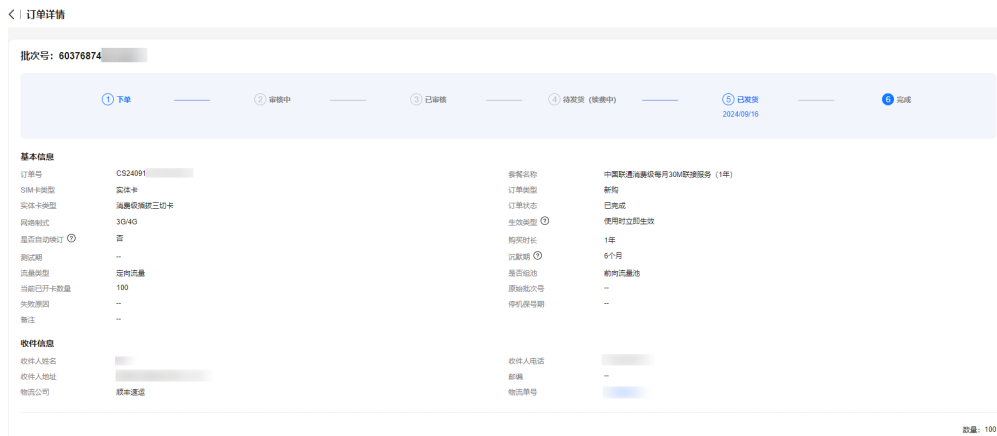 订单详情
批次号：60376874
1 下单 2 审核中 3 已审核 4 待发货（续费中） 5 已发货 6 完成
2024/09/16
基本信息
订单号 CS24091 套餐名称 中国联通消费级每月30M联接服务（1年）
SIM卡类型 实体卡 订单类型 新购
实体卡类型 消费级插拔三切卡 订单状态 已完成
网络制式 3G/4G 生效类型 ? 使用时立即生效
是否自动续订 ? 否 购买时长 1年
测试期 -- 沉默期 ? 6个月
流量类型 定向流量 是否组池 前向流量池
当前已开卡数量 100 原始批次号 --
失败原因 -- 停机保号期 --
备注 --
收件信息
收件人姓名 收件人电话
收件人地址 邮编 --
物流公司 顺丰速运 物流单号
数量：100